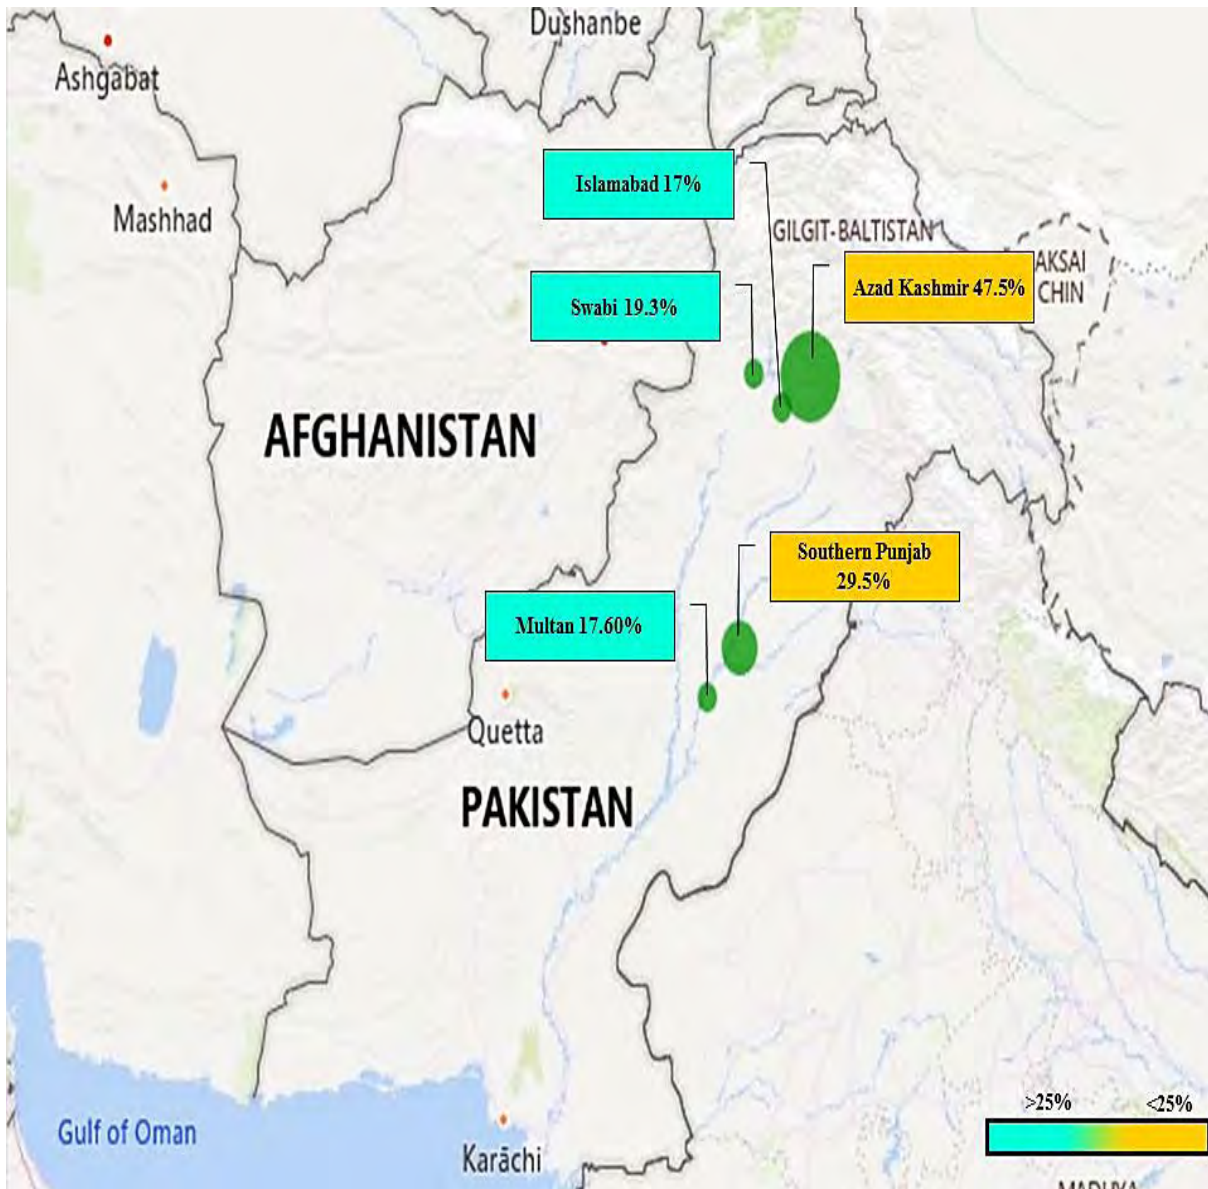 Dushanbe
Ashgabat
Islamabad 17%
Mashhad
GILGIT-BALTISTAN
AKSAI
CHIN
Azad Kashmir 47.5%
Swabi 19.3%
AFGHANISTAN
Southern Punjab
29.5%
Multan 17.60%
Quetta
PAKISTAN
>25%
<25%
Gulf of Oman
Karāchi